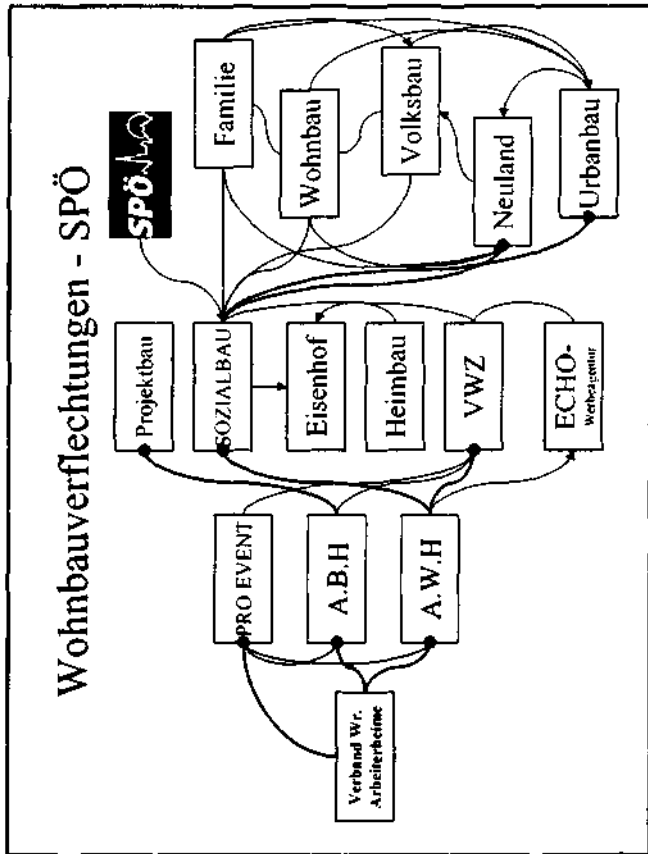 Wohnbauverflechtungen - SPÖ
SPÖ
Projektbau
SOZIALBAU
Eisenhof
Heimbau
VWZ
ECHO-
Werbeagentur
Familie
Wohnbau
Volksbau
Neuland
Urbanbau
PRO EVENT
A.B.H
A.W.H
Verband Wr.
Arbeiterheime